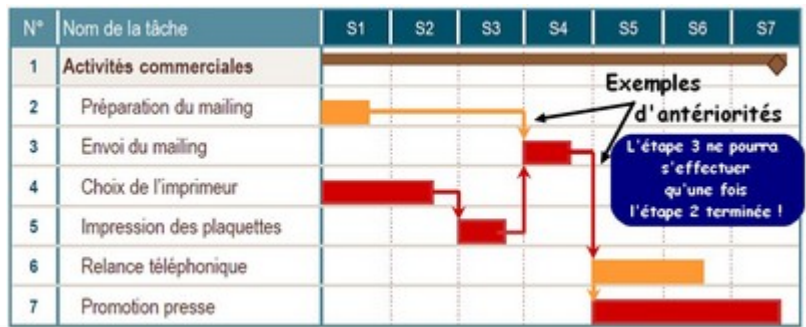 N° Nom de la tâche S1 S2 S3 S4 S5 S6 S7
1 Activités commerciales
Exemples
d'antériorités
2 Préparation du mailing
3 Envoi du mailing
L'étape 3 ne pourra
s'effectuer
qu'une fois
l'étape 2 terminée !
4 Choix de l'imprimeur
5 Impression des plaquettes
6 Relance téléphonique
7 Promotion presse